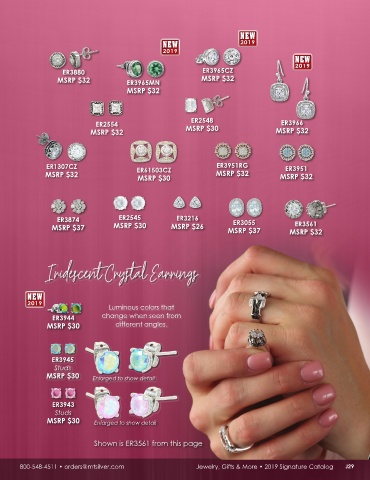 NEW
2019
NEW
2019
NEW
2019
ER3880
MSRP $32
ER3965MN
MSRP $32
ER3965CZ
MSRP $32
ER2554
MSRP $32
ER2548
MSRP $30
ER3966
MSRP $32
ER1307CZ
MSRP $32
ER61503CZ
MSRP $30
ER3951RG
MSRP $32
ER3951
MSRP $32
ER3874
MSRP $37
ER2545
MSRP $30
ER3216
MSRP $26
ER3055
MSRP $37
ER3561
MSRP $32
Iridescent Crystal Earrings
NEW
2019
ER3944
MSRP $30
Luminous colors that
change when seen from
different angles.
ER3945
Studs
MSRP $30
Enlarged to show detail
ER3943
Studs
MSRP $30
Enlarged to show detail
Shown is ER3561 from this page
800-548-4511 • orders@mtsilver.com
Jewelry, Gifts & More • 2019 Signature Catalog J29